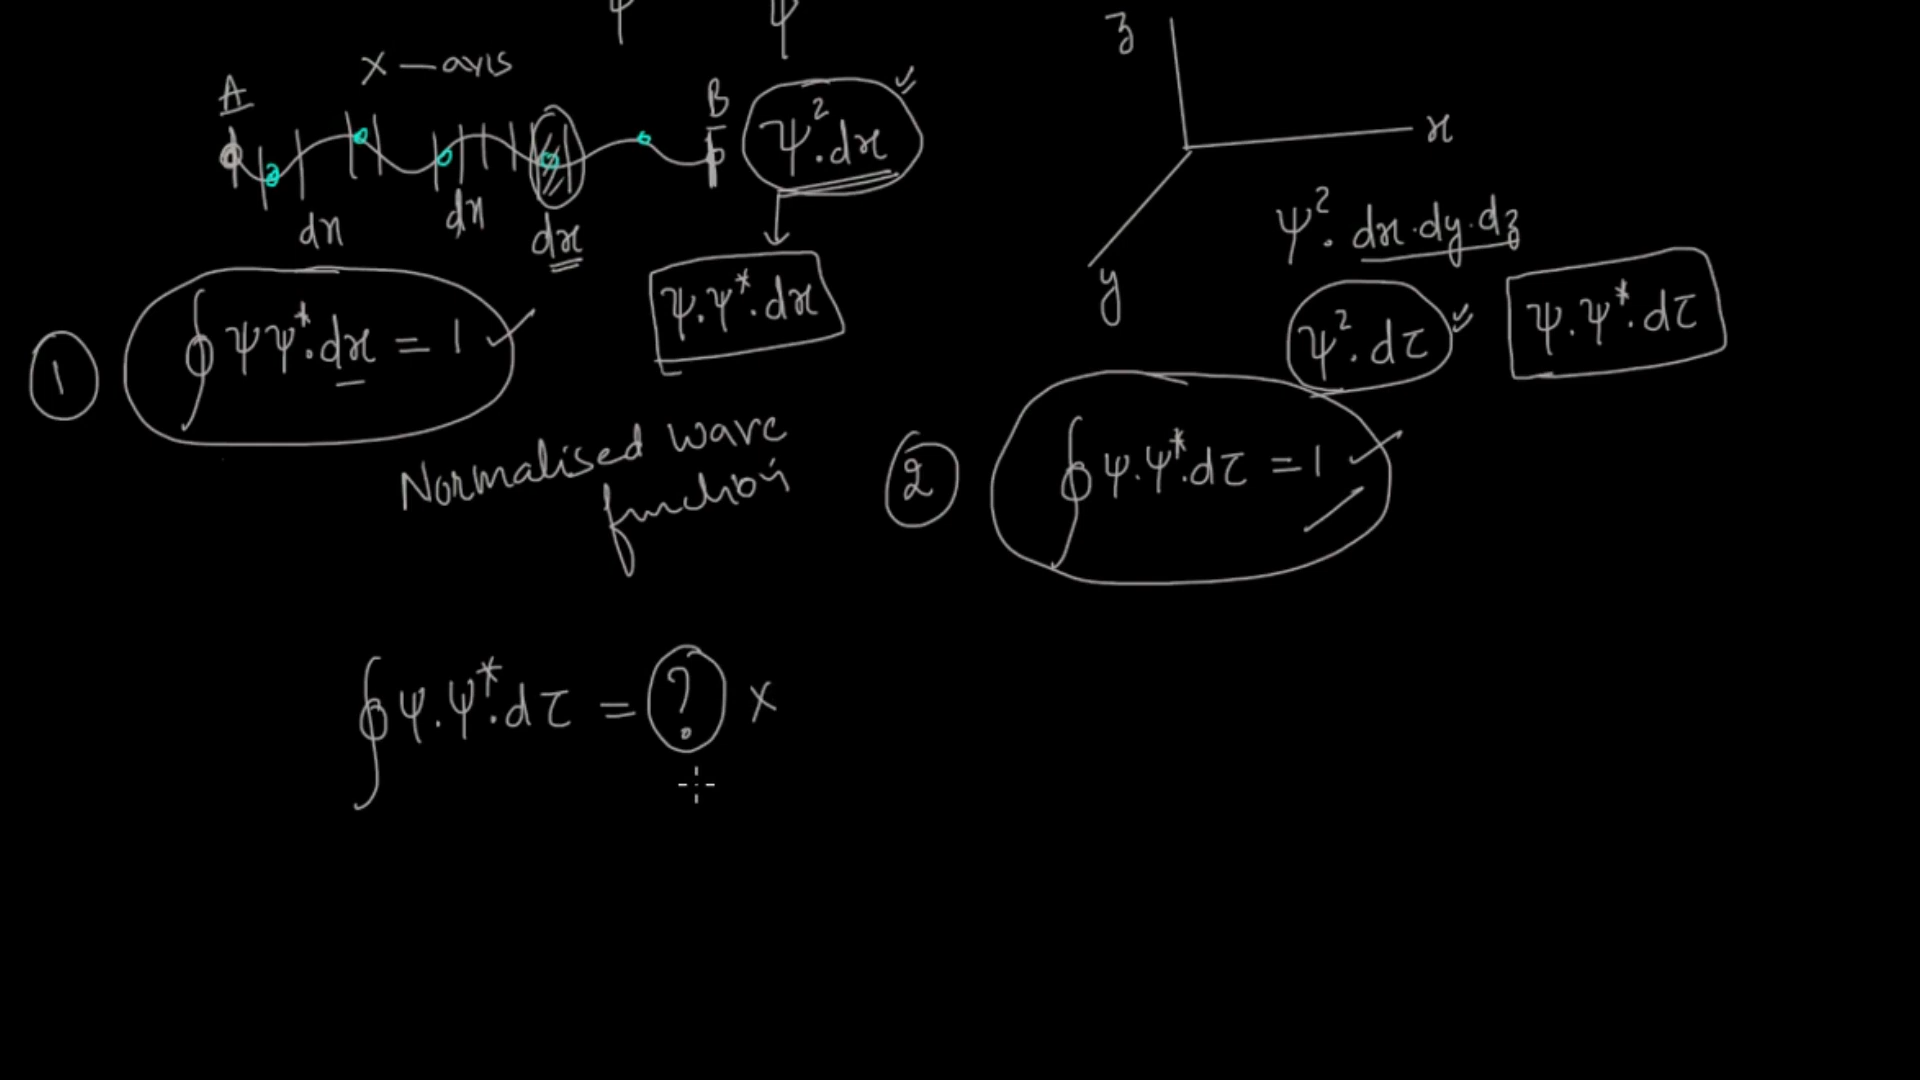 ψ ψ
x — axis
A B
ψ². dx
dx dx dx
z
x
y
ψ². dx.dy.dz
ψ.ψ*.dx
ψ². dτ ψ.ψ*.dτ
① ∮ψψ*.dx = 1
Normalised wave
function
② ∮ψ.ψ*.dτ = 1
∮ψ.ψ*.dτ = ? x